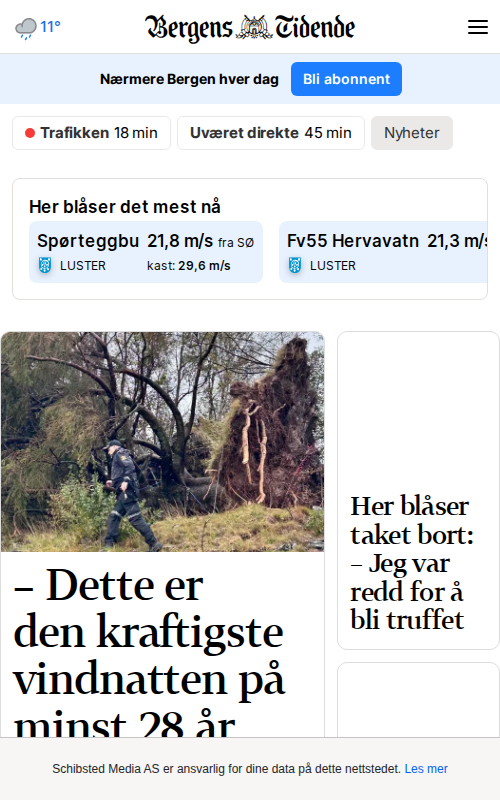 11°
Bergens Tidende
Nærmere Bergen hver dag
Bli abonnent
Trafikken 18 min
Uværet direkte 45 min
Nyheter
Her blåser det mest nå
Spørteggbu 21,8 m/s fra SØ
LUSTER kast: 29,6 m/s
Fv55 Hervavatn 21,3 m/s
LUSTER
– Dette er
den kraftigste
vindnatten på
minst 28 år
Her blåser
taket bort:
– Jeg var
redd for å
bli truffet
Schibsted Media AS er ansvarlig for dine data på dette nettstedet. Les mer